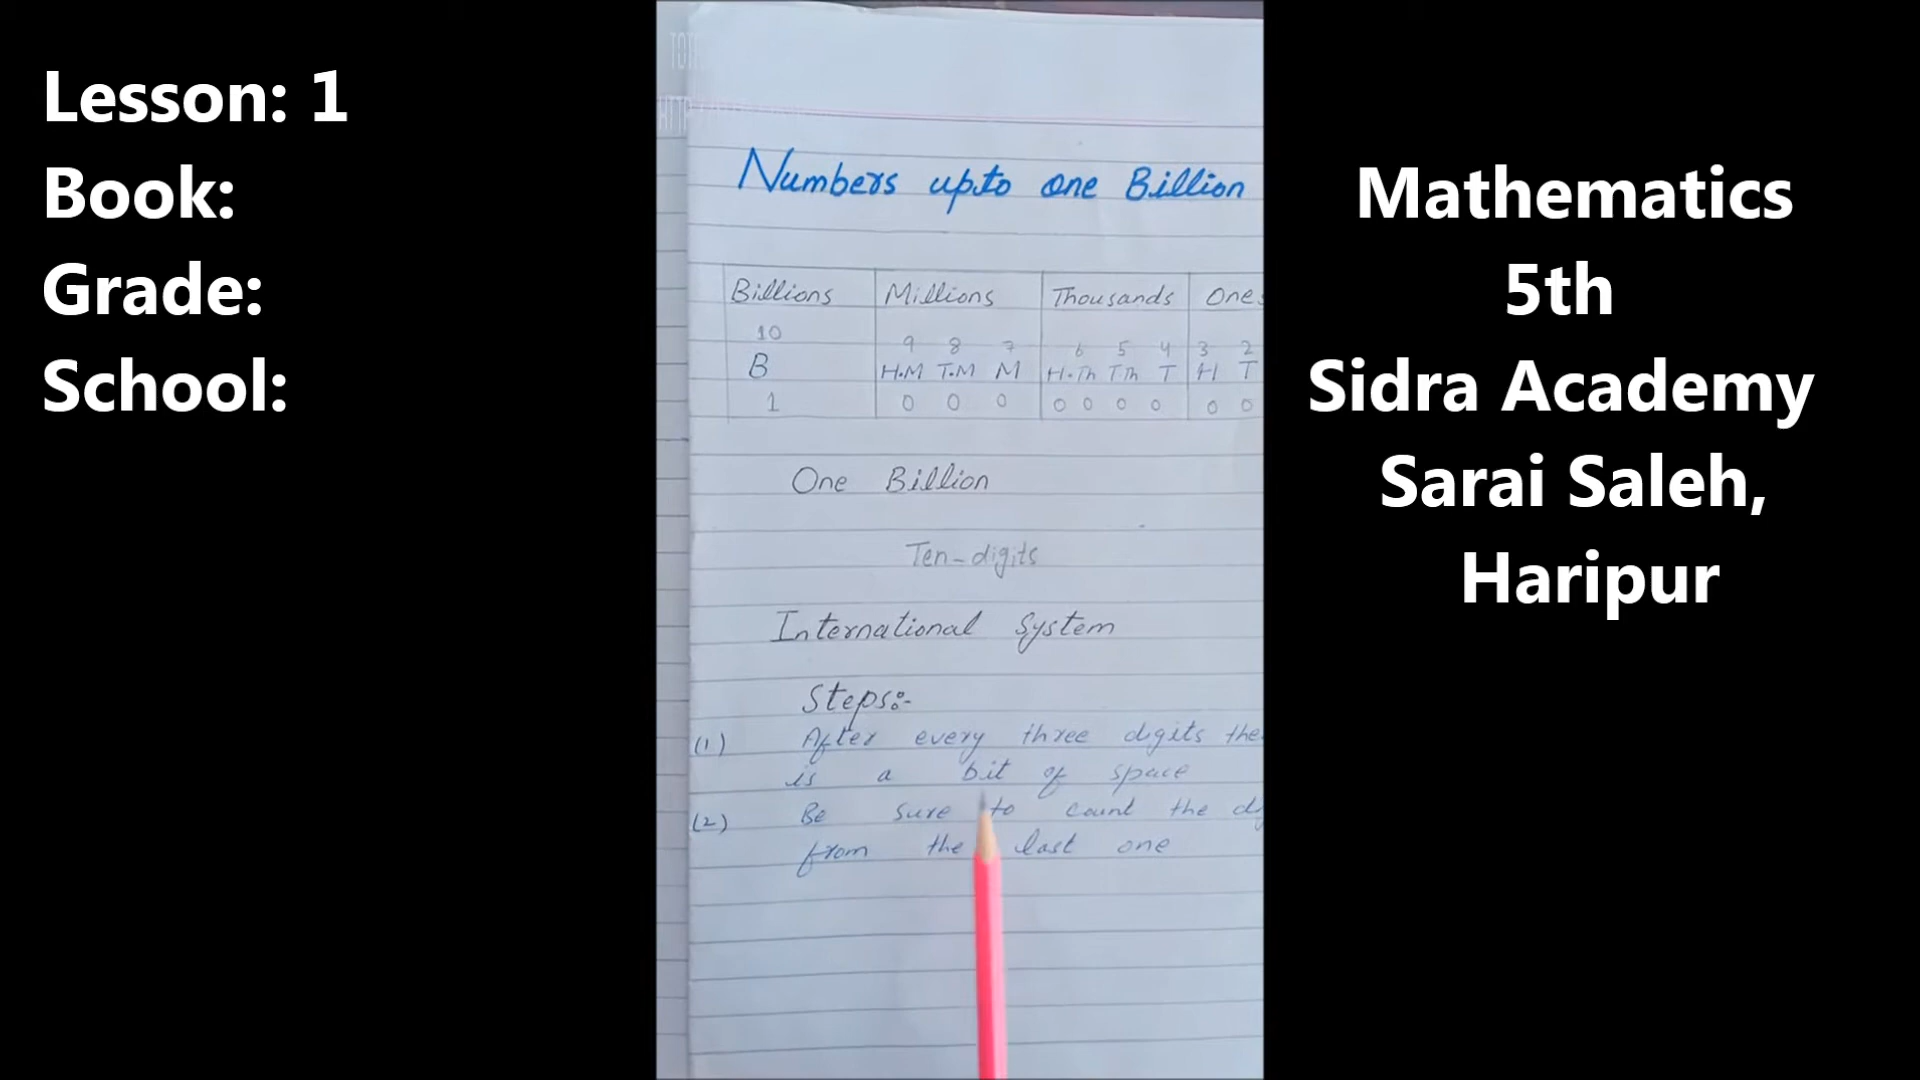 Lesson: 1
Book:
Grade:
School:
Numbers upto one Billion
Billions Millions Thousands Ones
10 9 8 7 6 5 4 3 2
B H.M T.M M H.Th T Th T H T
1 0 0 0 0 0 0 0 0 0
One Billion
Ten-digits
International System
Steps:-
(1) After every three digits the
is a bit of space
(2) Be sure to count the
from the last one
Mathematics
5th
Sidra Academy
Sarai Saleh,
Haripur